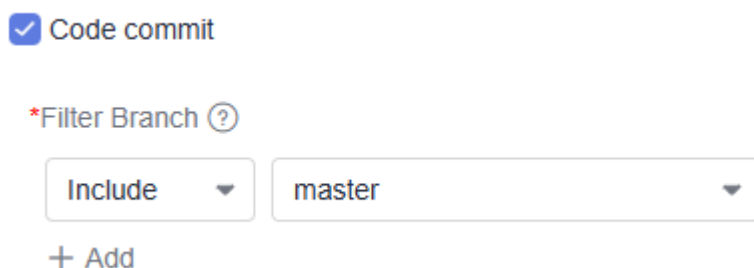 Code commit
*Filter Branch ?
Include master
+ Add